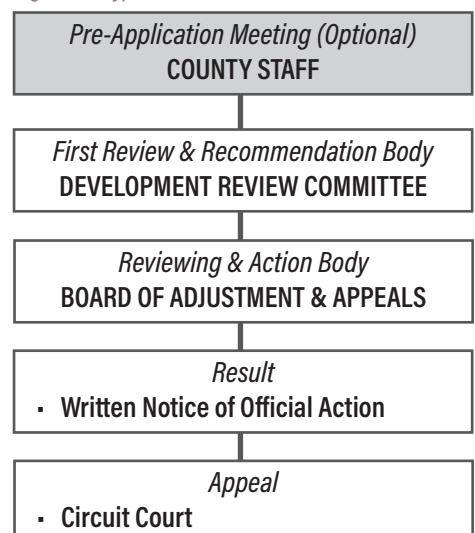 Pre-Application Meeting (Optional)
COUNTY STAFF
First Review & Recommendation Body
DEVELOPMENT REVIEW COMMITTEE
Reviewing & Action Body
BOARD OF ADJUSTMENT & APPEALS
Result
▪ Written Notice of Official Action
Appeal
▪ Circuit Court